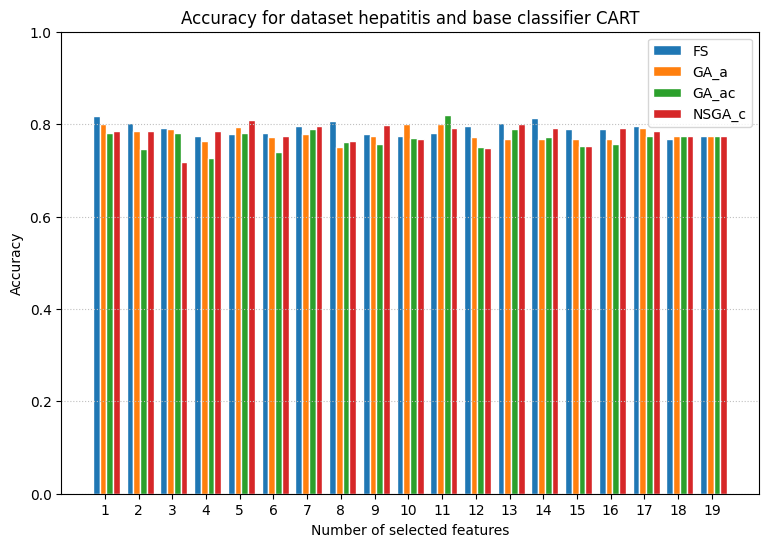 Accuracy for dataset hepatitis and base classifier CART
1.0
0.8
0.6
0.4
0.2
0.0
Accuracy
FS
GA_a
GA_ac
NSGA_c
1 2 3 4 5 6 7 8 9 10 11 12 13 14 15 16 17 18 19
Number of selected features